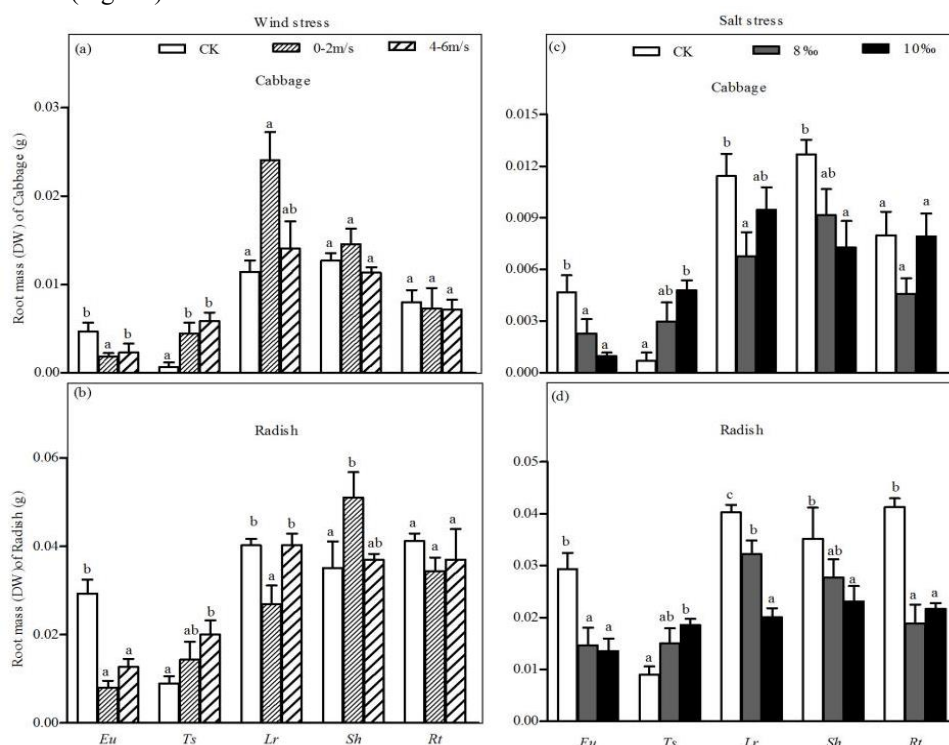 Wind stress
(a)
CK
0-2m/s
4-6m/s
Cabbage
Root mass (DW) of Cabbage (g)
0.03
0.02
0.01
0.00
b
a
b
a
b
b
a
a
ab
a
a
a
a
a
a
(b)
Radish
Root mass (DW)of Radish (g)
0.06
0.04
0.02
0.00
b
a
a
a
ab
b
b
a
b
a
b
ab
a
a
a
Eu
Ts
Lr
Sh
Rt
Salt stress
(c)
CK
8‰
10‰
Cabbage
0.015
0.012
0.009
0.006
0.003
0.000
b
a
a
a
ab
b
b
a
ab
b
ab
a
a
a
a
(d)
Radish
0.05
0.04
0.03
0.02
0.01
0.00
b
a
a
a
ab
b
c
b
a
b
ab
a
b
a
a
Eu
Ts
Lr
Sh
Rt